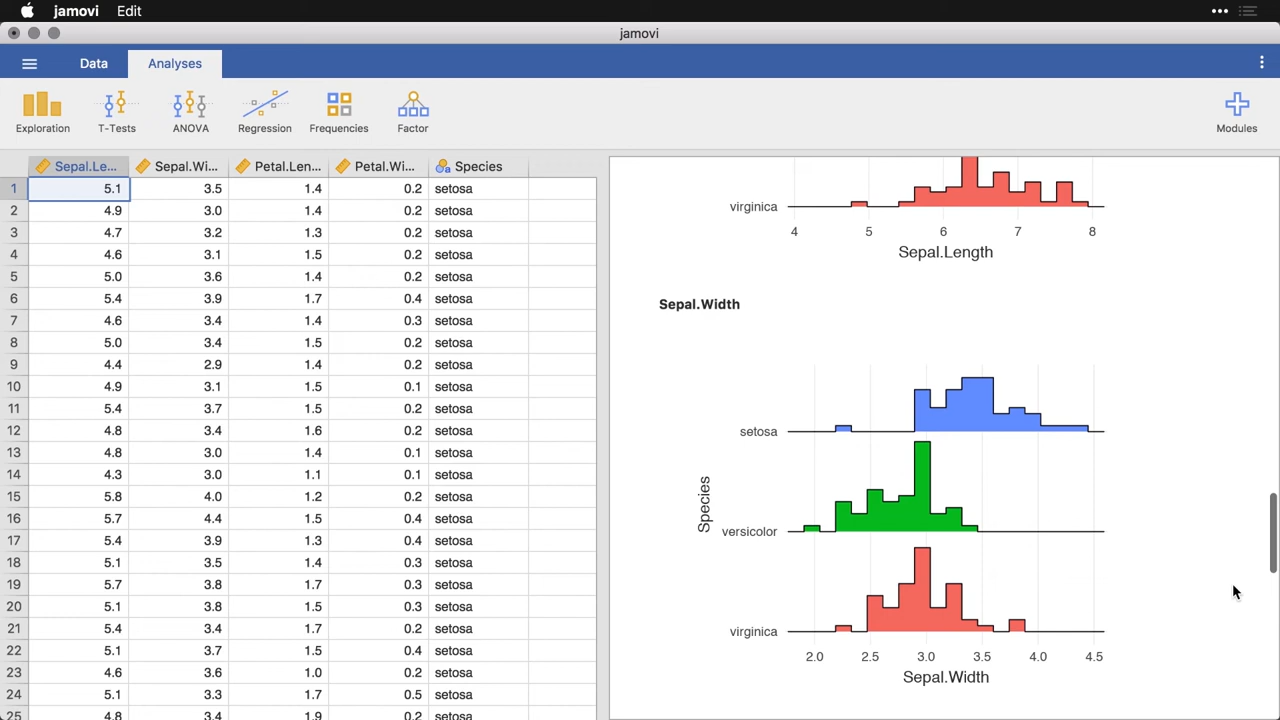 jamovi Edit
jamovi
Data Analyses
Exploration T-Tests ANOVA Regression Frequencies Factor Modules
Sepal.Le... Sepal.Wi... Petal.Len... Petal.Wi... Species
1 5.1 3.5 1.4 0.2 setosa
2 4.9 3.0 1.4 0.2 setosa
3 4.7 3.2 1.3 0.2 setosa
4 4.6 3.1 1.5 0.2 setosa
5 5.0 3.6 1.4 0.2 setosa
6 5.4 3.9 1.7 0.4 setosa
7 4.6 3.4 1.4 0.3 setosa
8 5.0 3.4 1.5 0.2 setosa
9 4.4 2.9 1.4 0.2 setosa
10 4.9 3.1 1.5 0.1 setosa
11 5.4 3.7 1.5 0.2 setosa
12 4.8 3.4 1.6 0.2 setosa
13 4.8 3.0 1.4 0.1 setosa
14 4.3 3.0 1.1 0.1 setosa
15 5.8 4.0 1.2 0.2 setosa
16 5.7 4.4 1.5 0.4 setosa
17 5.4 3.9 1.3 0.4 setosa
18 5.1 3.5 1.4 0.3 setosa
19 5.7 3.8 1.7 0.3 setosa
20 5.1 3.8 1.5 0.3 setosa
21 5.4 3.4 1.7 0.2 setosa
22 5.1 3.7 1.5 0.4 setosa
23 4.6 3.6 1.0 0.2 setosa
24 5.1 3.3 1.7 0.5 setosa
25 4.8 3.4 1.9 0.2 setosa
virginica
4 5 6 7 8
Sepal.Length
Sepal.Width
setosa
Species
versicolor
virginica
2.0 2.5 3.0 3.5 4.0 4.5
Sepal.Width